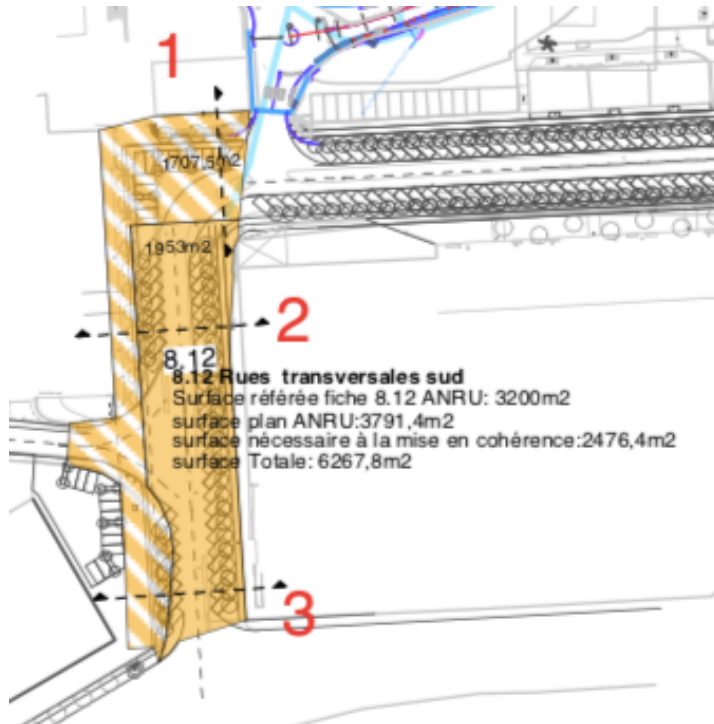 1
1707,5m2
1953m2
2
8.12
8.12 Rues transversales sud
Surface référée fiche 8.12 ANRU: 3200m2
surface plan ANRU:3791,4m2
surface nécessaire à la mise en cohérence:2476,4m2
surface Totale: 6267,8m2
3